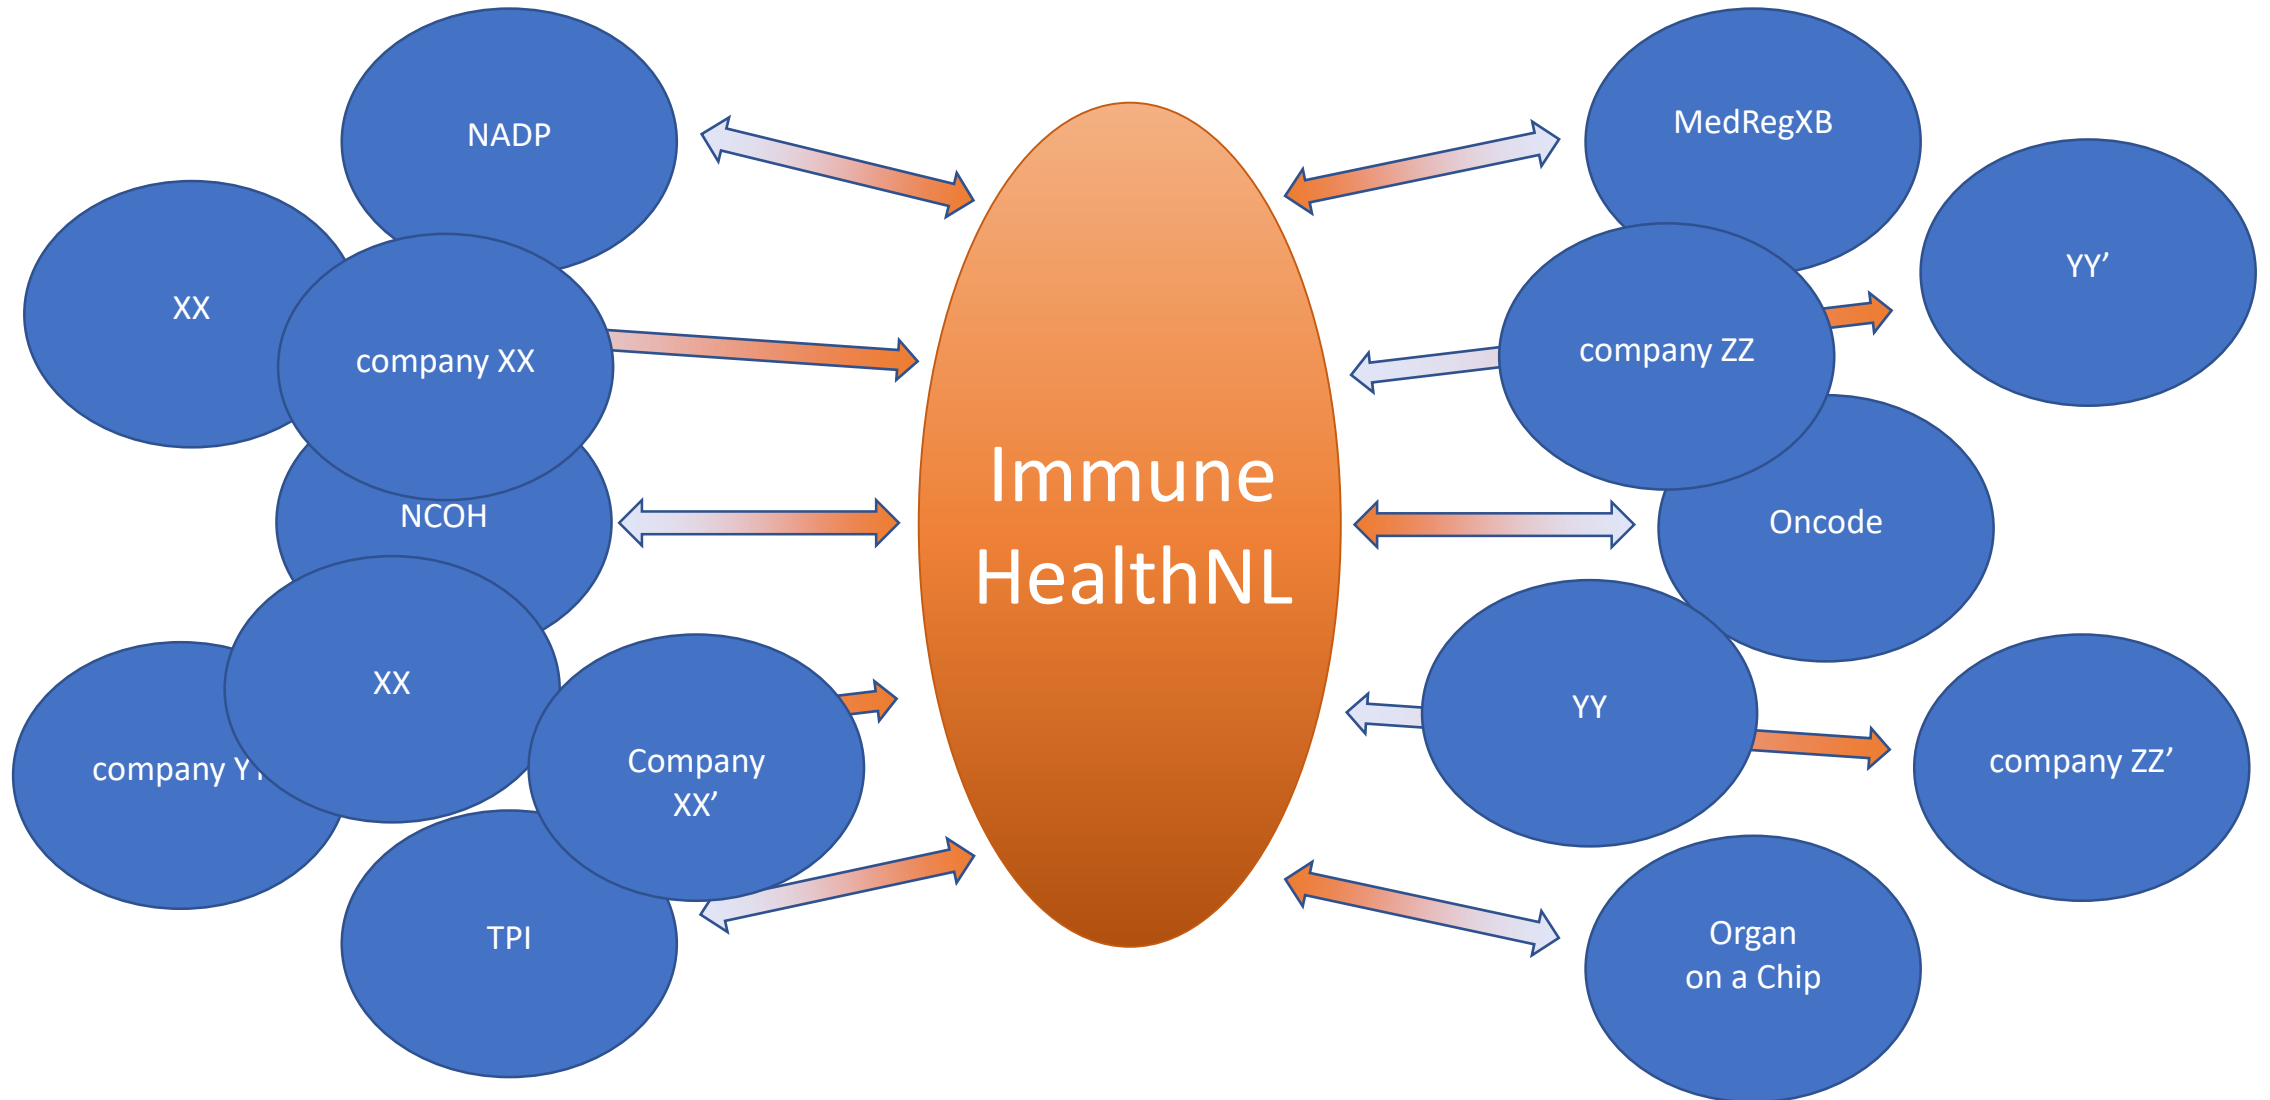 NADP
MedRegXB
XX
YY’
company XX
company ZZ
Immune
HealthNL
NCOH
Oncode
XX
YY
company
Company
XX’
company ZZ’
TPI
Organ
on a Chip